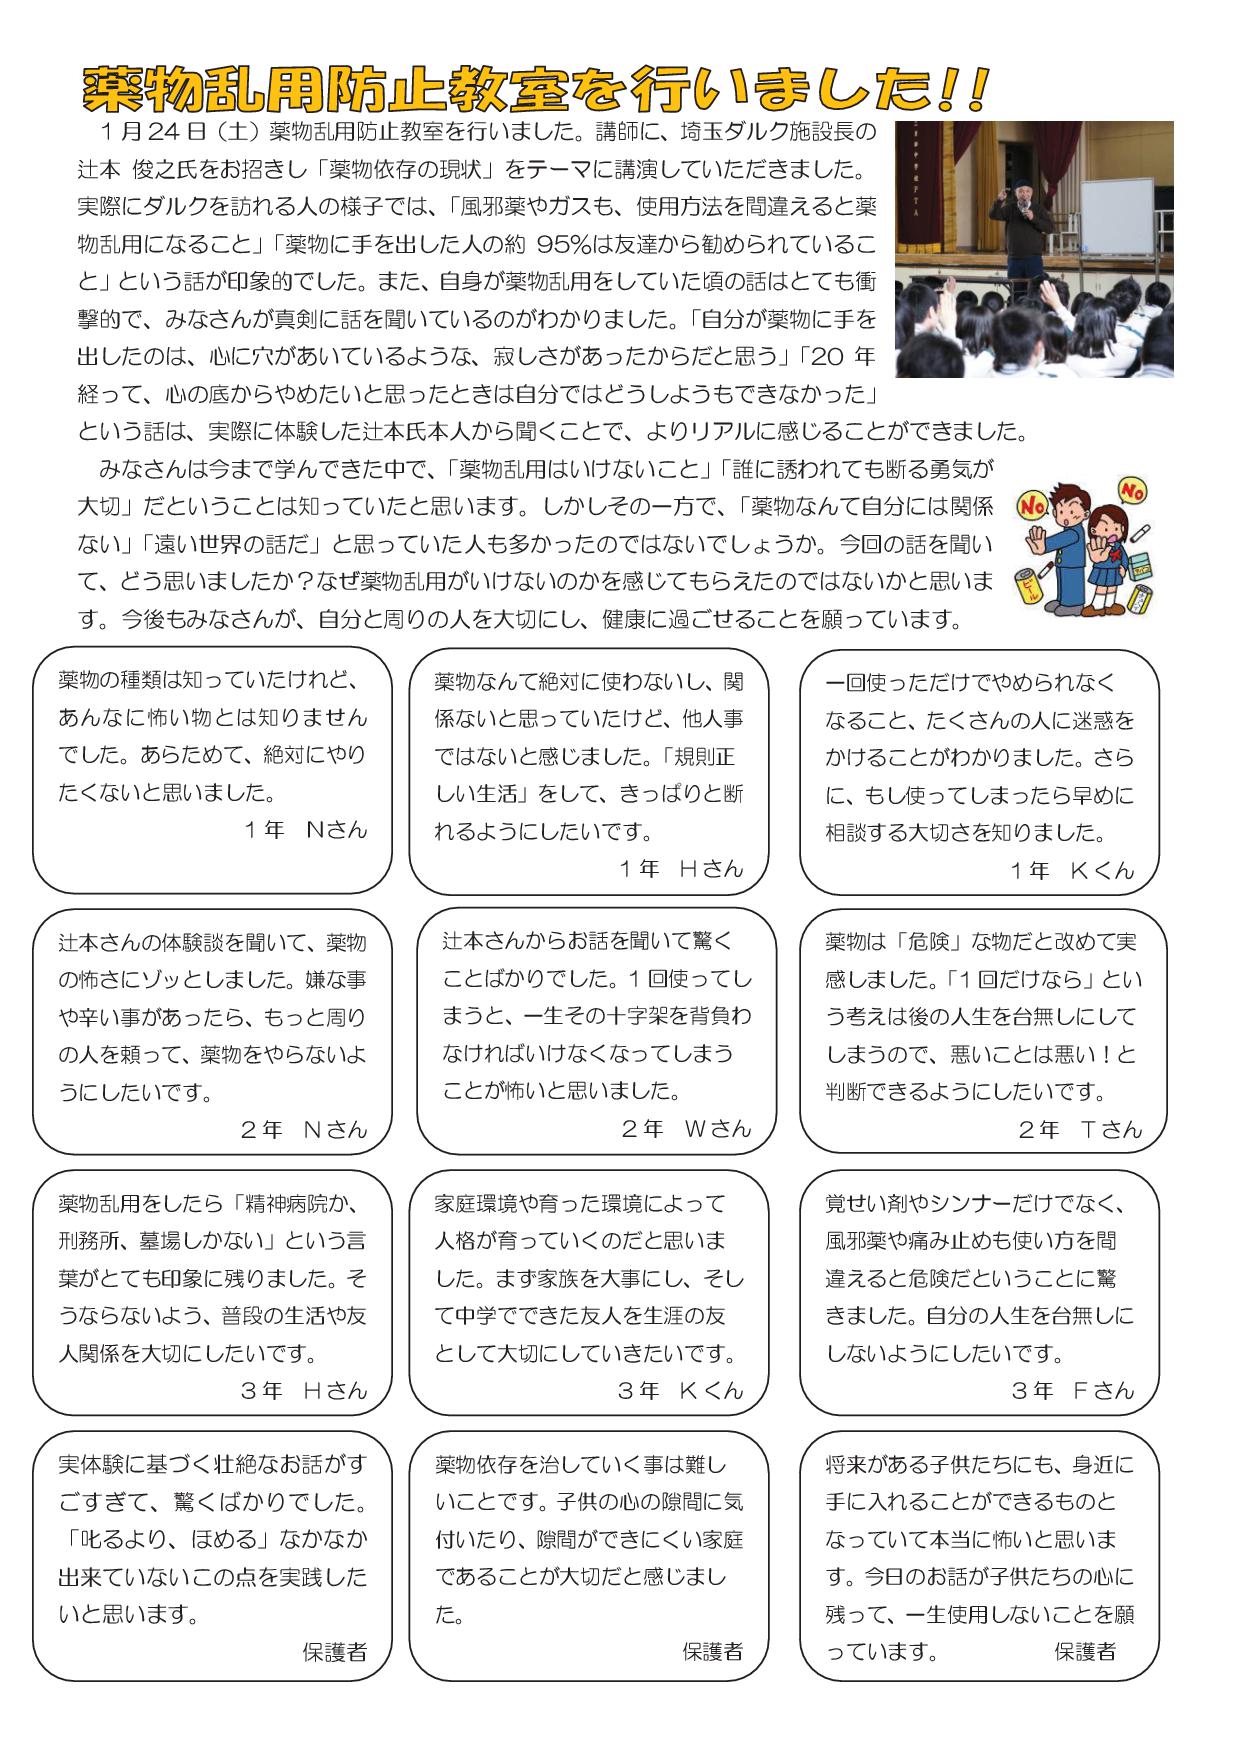 薬物乱用防止教室を行いました!!
１月24日（土）薬物乱用防止教室を行いました。講師に、埼玉ダルク施設長の
辻本 俊之氏をお招きし「薬物依存の現状」をテーマに講演していただきました。
実際にダルクを訪れる人の様子では、「風邪薬やガスも、使用方法を間違えると薬
物乱用になること」「薬物に手を出した人の約 95%は友達から勧められているこ
と」という話が印象的でした。また、自身が薬物乱用をしていた頃の話はとても衝
撃的で、みなさんが真剣に話を聞いているのがわかりました。「自分が薬物に手を
出したのは、心に穴があいているような、寂しさがあったからだと思う」「20 年
経って、心の底からやめたいと思ったときは自分ではどうしようもできなかった」
という話は、実際に体験した辻本氏本人から聞くことで、よりリアルに感じることができました。
みなさんは今まで学んできた中で、「薬物乱用はいけないこと」「誰に誘われても断る勇気が
大切」だということは知っていたと思います。しかしその一方で、「薬物なんて自分には関係
ない」「遠い世界の話だ」と思っていた人も多かったのではないでしょうか。今回の話を聞い
て、どう思いましたか？なぜ薬物乱用がいけないのかを感じてもらえたのではないかと思いま
す。今後もみなさんが、自分と周りの人を大切にし、健康に過ごせることを願っています。
No
No
ビール
薬物の種類は知っていたけれど、
あんなに怖い物とは知りません
でした。あらためて、絶対にやり
たくないと思いました。
１年　Nさん
薬物なんて絶対に使わないし、関
係ないと思っていたけど、他人事
ではないと感じました。「規則正
しい生活」をして、きっぱりと断
れるようにしたいです。
１年　Hさん
一回使っただけでやめられなく
なること、たくさんの人に迷惑を
かけることがわかりました。さら
に、もし使ってしまったら早めに
相談する大切さを知りました。
１年　Kくん
辻本さんの体験談を聞いて、薬物
の怖さにゾッとしました。嫌な事
や辛い事があったら、もっと周り
の人を頼って、薬物をやらないよ
うにしたいです。
２年　Nさん
辻本さんからお話を聞いて驚く
ことばかりでした。１回使ってし
まうと、一生その十字架を背負わ
なければいけなくなってしまう
ことが怖いと思いました。
２年　Wさん
薬物は「危険」な物だと改めて実
感しました。「１回だけなら」とい
う考えは後の人生を台無しにして
しまうので、悪いことは悪い！と
判断できるようにしたいです。
２年　Tさん
薬物乱用をしたら「精神病院か、
刑務所、墓場しかない」という言
葉がとても印象に残りました。そ
うならないよう、普段の生活や友
人関係を大切にしたいです。
３年　Hさん
家庭環境や育った環境によって
人格が育っていくのだと思いま
した。まず家族を大事にし、そし
て中学でできた友人を生涯の友
として大切にしていきたいです。
３年　Kくん
覚せい剤やシンナーだけでなく、
風邪薬や痛み止めも使い方を間
違えると危険だということに驚
きました。自分の人生を台無しに
しないようにしたいです。
３年　Fさん
実体験に基づく壮絶なお話がす
ごすぎて、驚くばかりでした。
「叱るより、ほめる」なかなか
出来ていないこの点を実践した
いと思います。
保護者
薬物依存を治していく事は難し
いことです。子供の心の隙間に気
付いたり、隙間ができにくい家庭
であることが大切だと感じまし
た。
保護者
将来がある子供たちにも、身近に
手に入れることができるものと
なっていて本当に怖いと思いま
す。今日のお話が子供たちの心に
残って、一生使用しないことを願
っています。　保護者